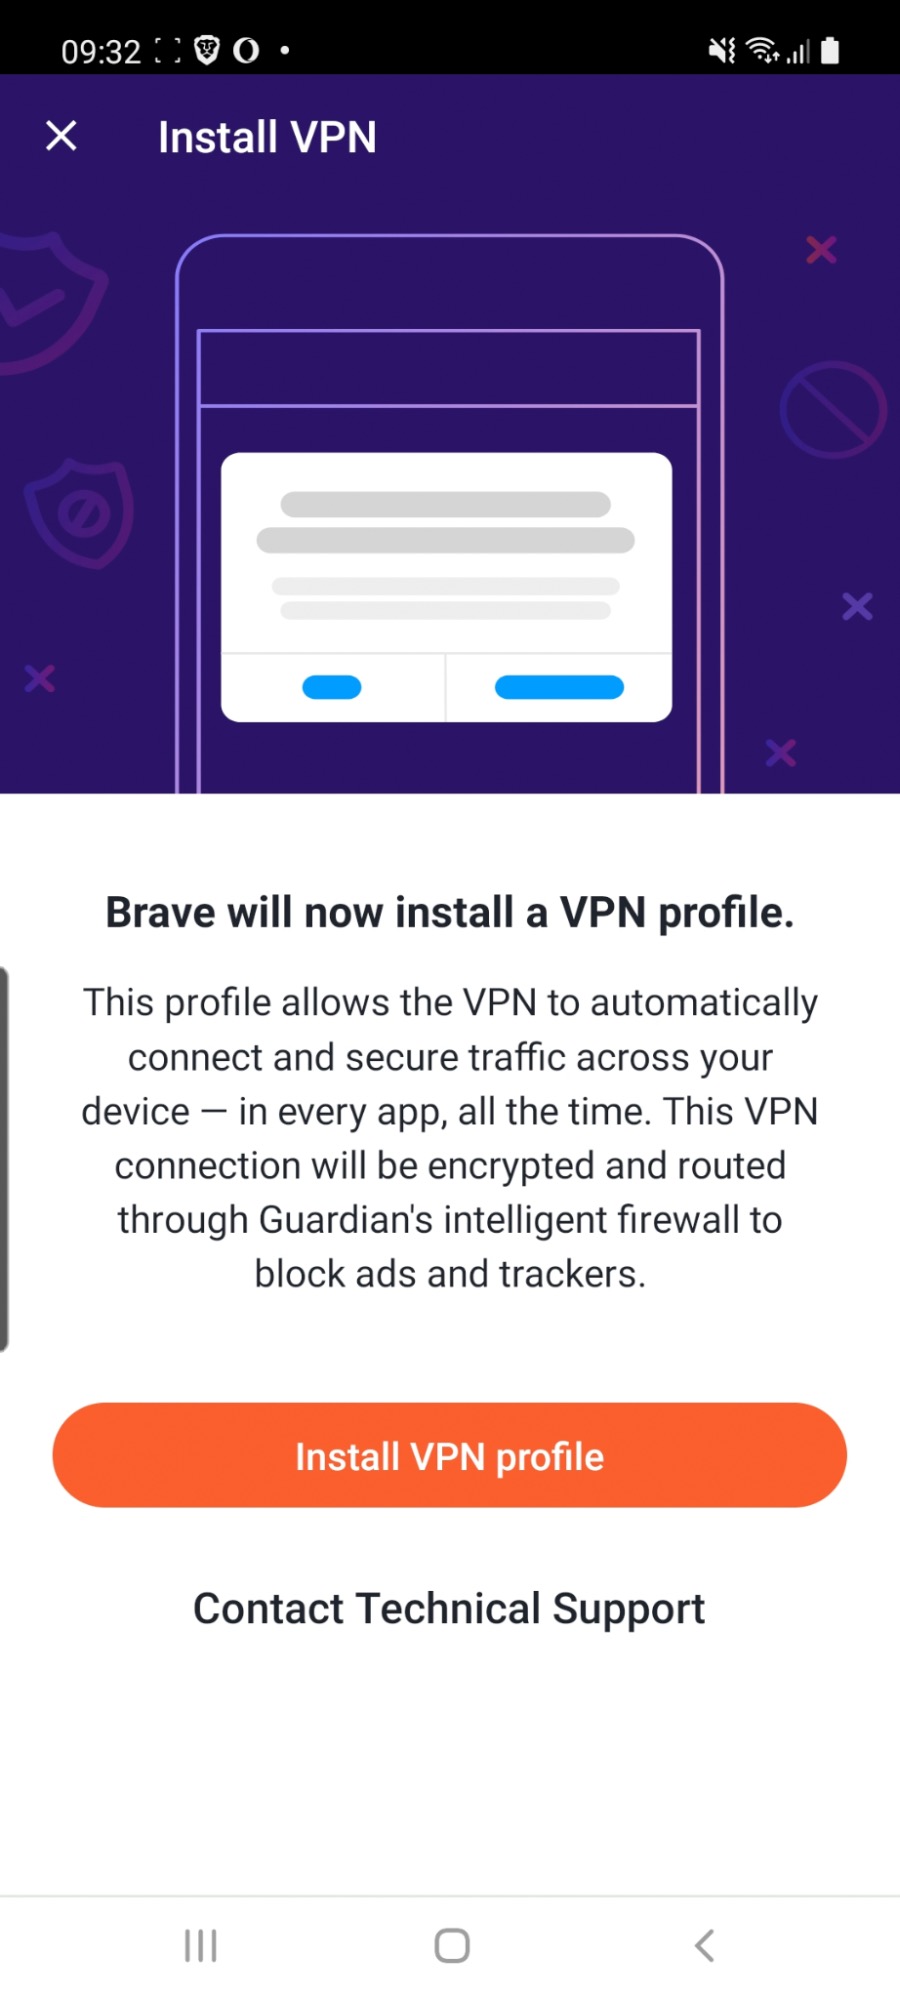 09:32
Install VPN
Brave will now install a VPN profile.
This profile allows the VPN to automatically
connect and secure traffic across your
device — in every app, all the time. This VPN
connection will be encrypted and routed
through Guardian's intelligent firewall to
block ads and trackers.
Install VPN profile
Contact Technical Support